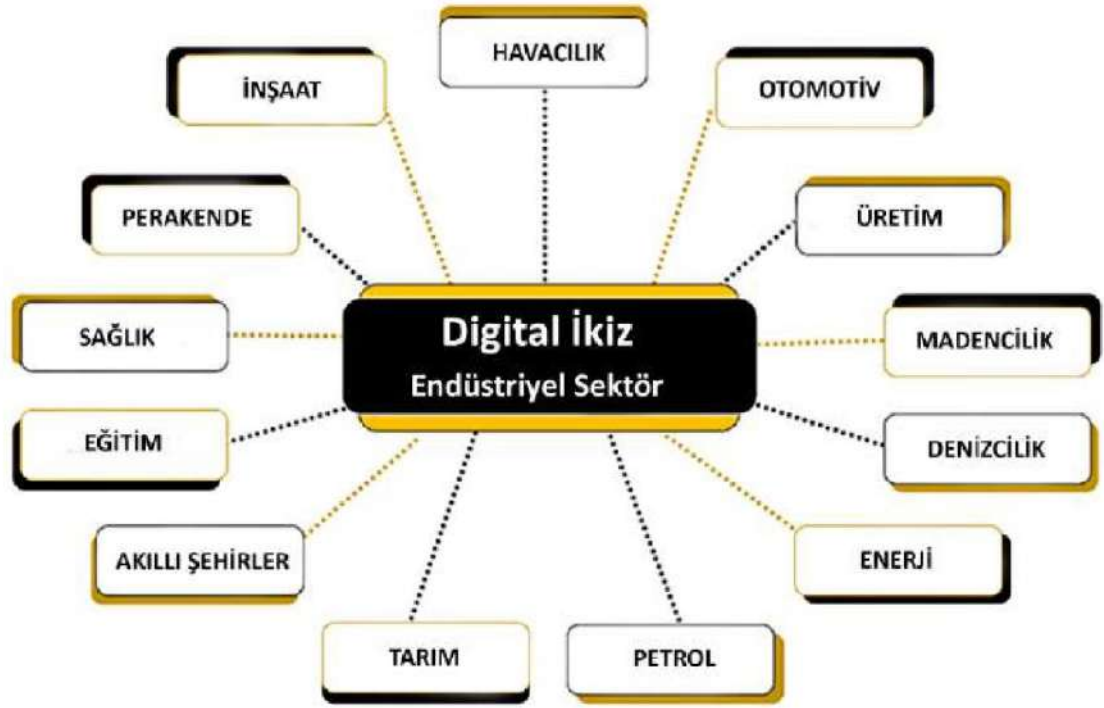 HAVACILIK
İNŞAAT
OTOMOTİV
PERAKENDE
ÜRETİM
Digital İkiz
Endüstriyel Sektör
SAĞLIK
MADENCİLİK
EĞİTİM
DENİZCİLİK
AKILLI ŞEHİRLER
ENERJİ
TARIM
PETROL